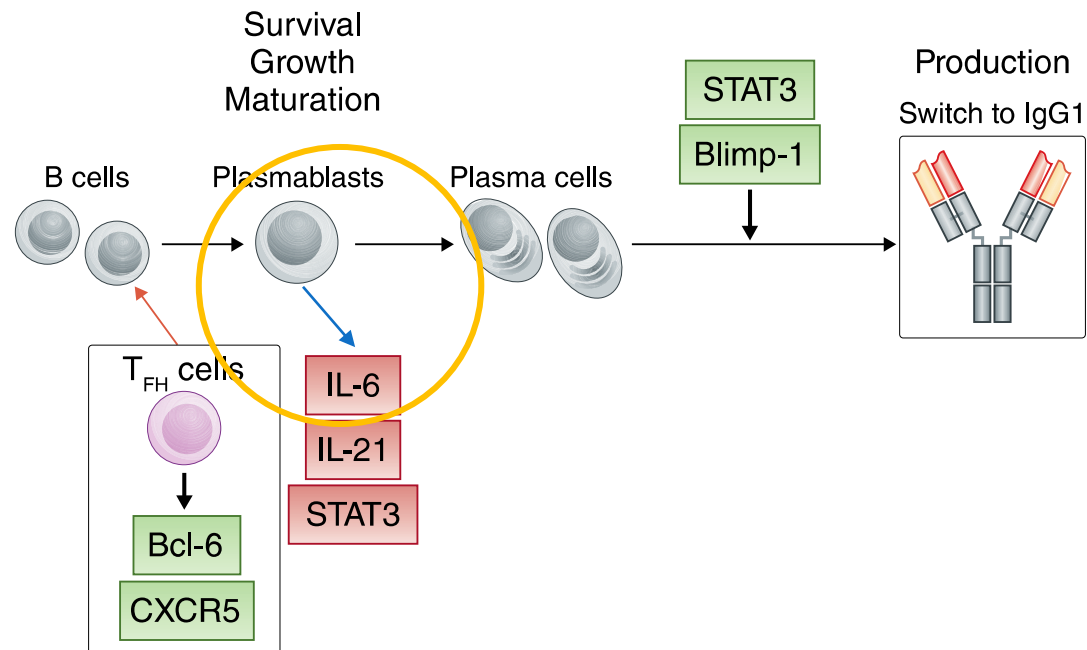 Survival
Growth
Maturation
Production
Switch to IgG1
STAT3
Blimp-1
B cells
Plasmablasts
Plasma cells
TFH cells
IL-6
IL-21
STAT3
Bcl-6
CXCR5